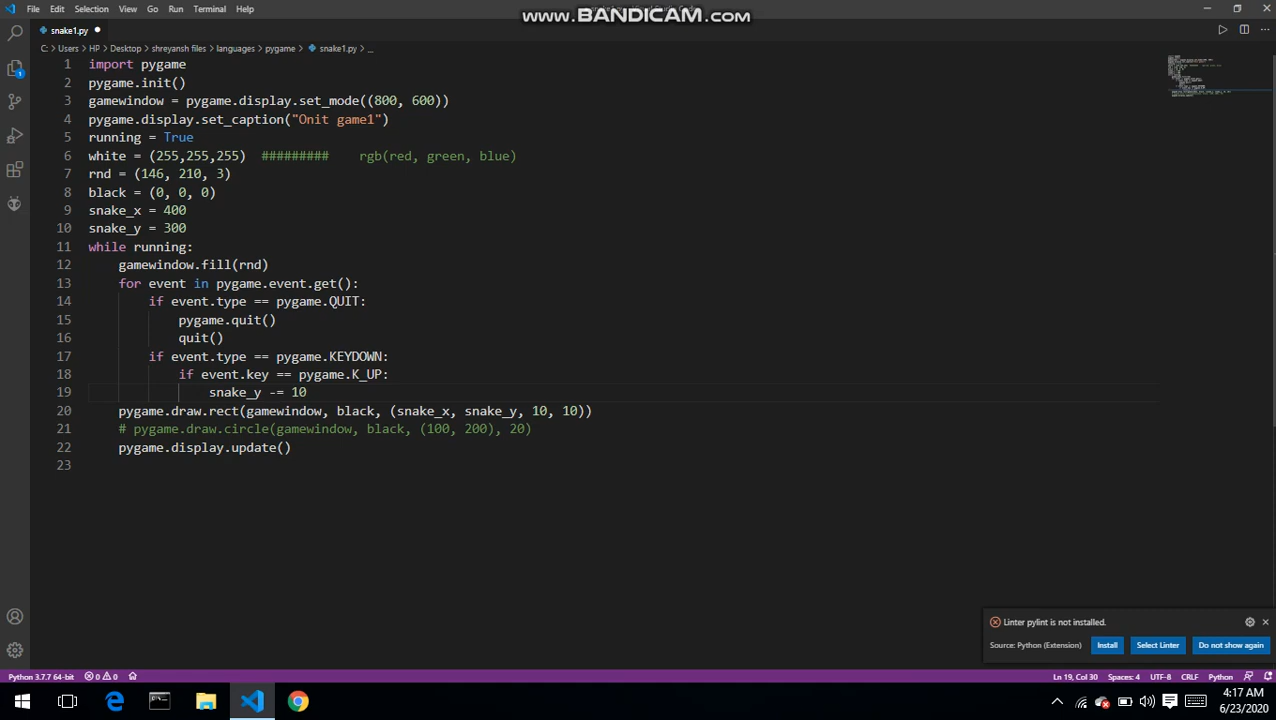 www.BANDICAM.com
File Edit Selection View Go Run Terminal Help
snake1.py
C: > Users > HP > Desktop > shreyansh files > languages > pygame > snake1.py > ...
1 import pygame
2 pygame.init()
3 gamewindow = pygame.display.set_mode((800, 600))
4 pygame.display.set_caption("Onit game1")
5 running = True
6 white = (255,255,255) ######### rgb(red, green, blue)
7 rnd = (146, 210, 3)
8 black = (0, 0, 0)
9 snake_x = 400
10 snake_y = 300
11 while running:
12 gamewindow.fill(rnd)
13 for event in pygame.event.get():
14 if event.type == pygame.QUIT:
15 pygame.quit()
16 quit()
17 if event.type == pygame.KEYDOWN:
18 if event.key == pygame.K_UP:
19 snake_y -= 10
20 pygame.draw.rect(gamewindow, black, (snake_x, snake_y, 10, 10))
21 # pygame.draw.circle(gamewindow, black, (100, 200), 20)
22 pygame.display.update()
23
1
Linter pylint is not installed.
Source: Python (Extension) Install Select Linter Do not show again
Python 3.7.7 64-bit 0 0 Ln 19, Col 30 Spaces: 4 UTF-8 CRLF Python
4:17 AM
6/23/2020